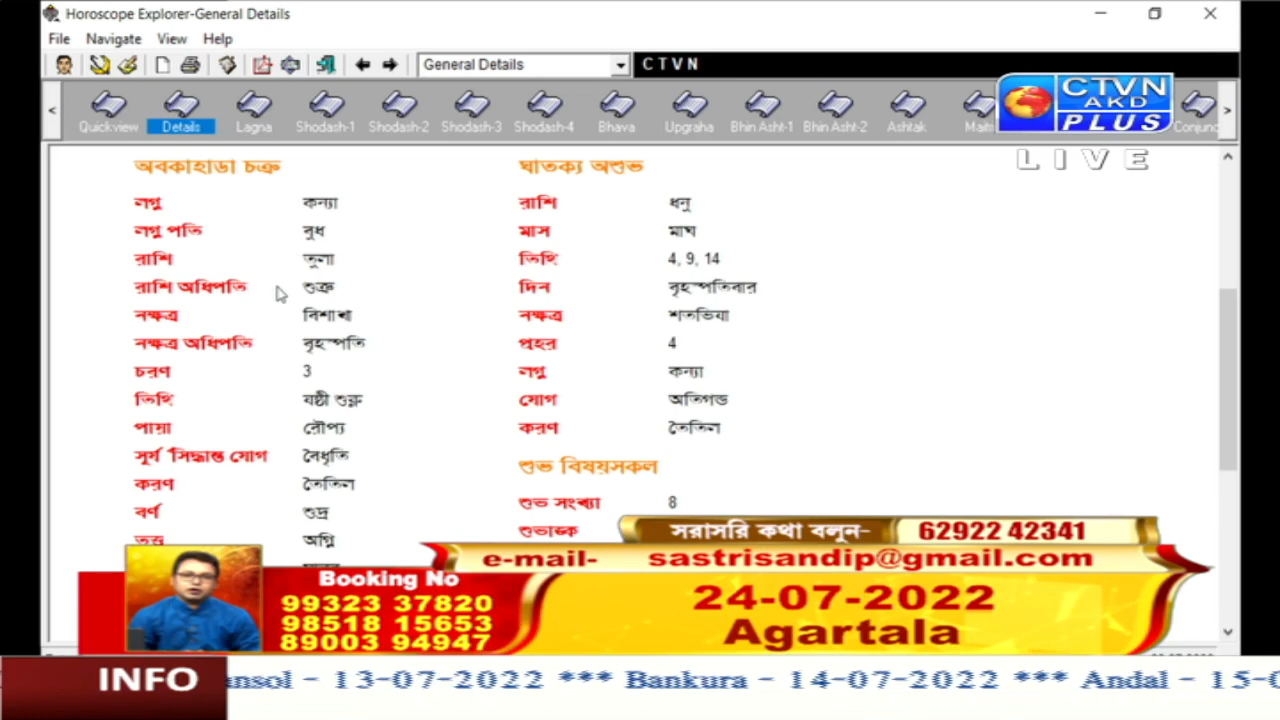 Horoscope Explorer-General Details
File Navigate View Help
General Details
CTVN
Quickview Details Lagna Shodash-1 Shodash-2 Shodash-3 Shodash-4 Bhava Upgraha Bhin Asht-1 Bhin Asht-2 Ashtak
CTVN
AKD
PLUS
LIVE
অবকাহাডা চক্র
লগ্ন কন্যা
লগ্ন পতি বুধ
রাশি তুলা
রাশি অধিপতি শুক্র
নক্ষত্র বিশাখা
নক্ষত্র অধিপতি বৃহস্পতি
চরণ 3
তিথি ষষ্ঠী শুক্ল
পায়া রৌপ্য
সূর্য সিদ্ধান্ত যোগ বৈধৃতি
করণ তৈতিল
বর্ণ শুদ্র
তত্ত্ব অগ্নি
ঘাতক্য অশুভ
রাশি ধনু
মাস মাঘ
তিথি 4, 9, 14
দিন বৃহস্পতিবার
নক্ষত্র শতভিষা
প্রহর 4
লগ্ন কন্যা
যোগ অতিগন্ড
করণ তৈতিল
শুভ বিষয়সকল
শুভ সংখ্যা 8
শুভাঙ্ক
সরাসরি কথা বলুন- 62922 42341
e-mail- sastrisandip@gmail.com
Booking No
99323 37820
98518 15653
89003 94947
24-07-2022
Agartala
INFO
ansol - 13-07-2022 *** Bankura - 14-07-2022 *** Andal - 15-0